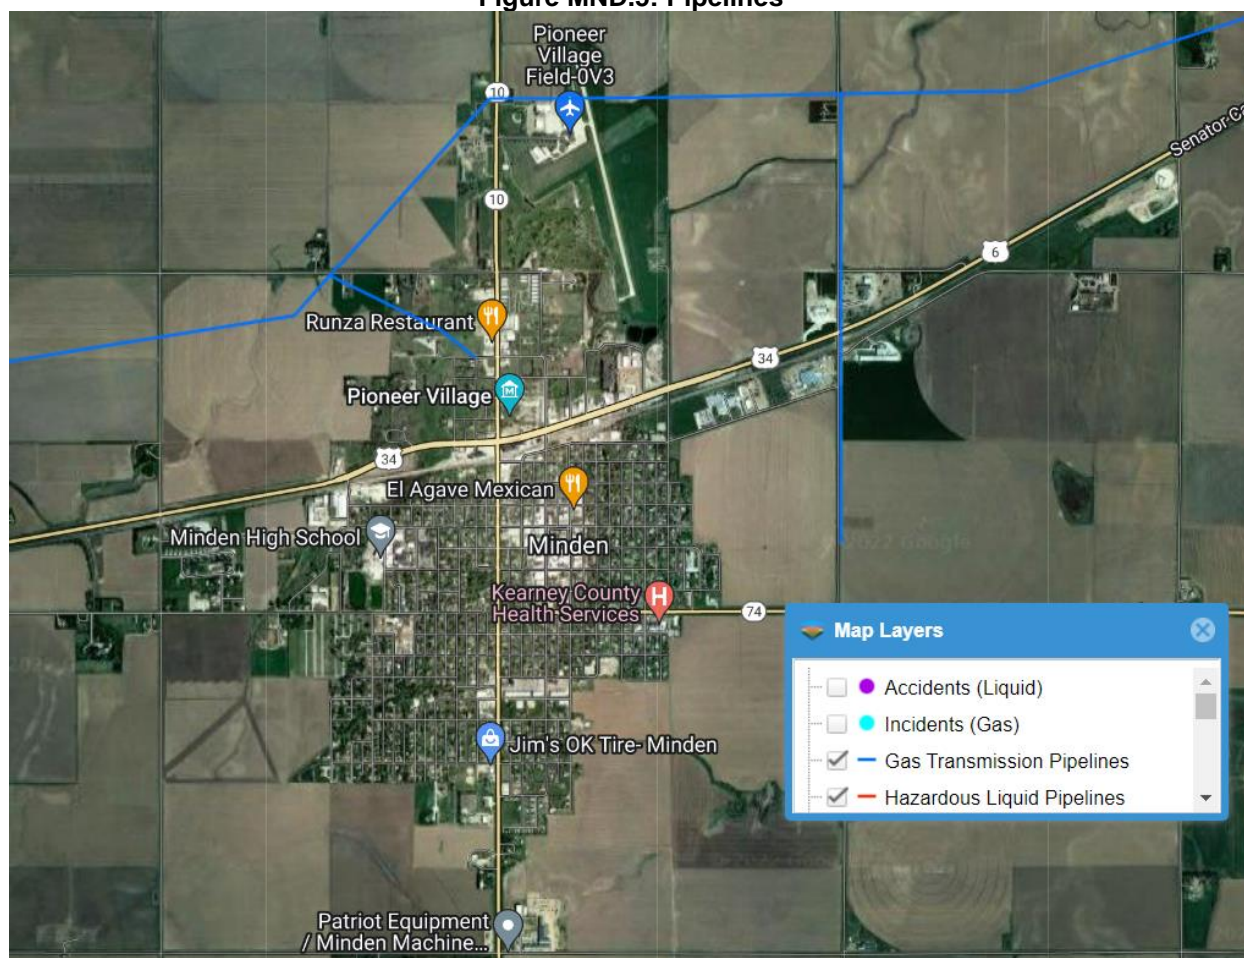 Figure MND.5: Pipelines
Pioneer
Village
Field-0V3
10
10
Senator Ca
6
Runza Restaurant
34
Pioneer Village
34
El Agave Mexican
Minden High School
Minden
Kearney County
Health Services
74
Map Layers
Accidents (Liquid)
Incidents (Gas)
Gas Transmission Pipelines
Hazardous Liquid Pipelines
Jim's OK Tire- Minden
Patriot Equipment
/ Minden Machine...